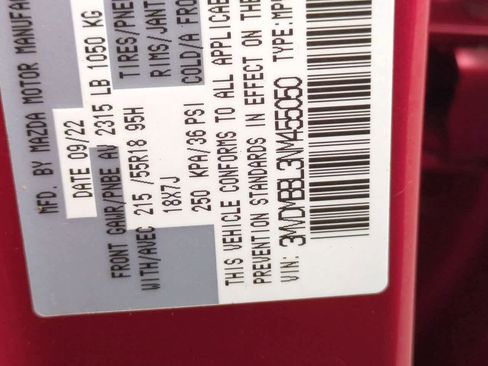 MFD. BY MAZDA MOTOR MANUFA
DATE 09/22
FRONT GAWR/PNBE AV 2315 LB 1050 KG
WITH/AVEC 215 /55R18 95H TIRES/PNE
18X7J RIMS/JANT
250 KPA/36 PSI COLD/A FRO
THIS VEHICLE CONFORMS TO ALL APPLICABLE
PREVENTION STANDARDS IN EFFECT ON THE
VIN: 3MVDMBBL3NM455050 TYPE:MP